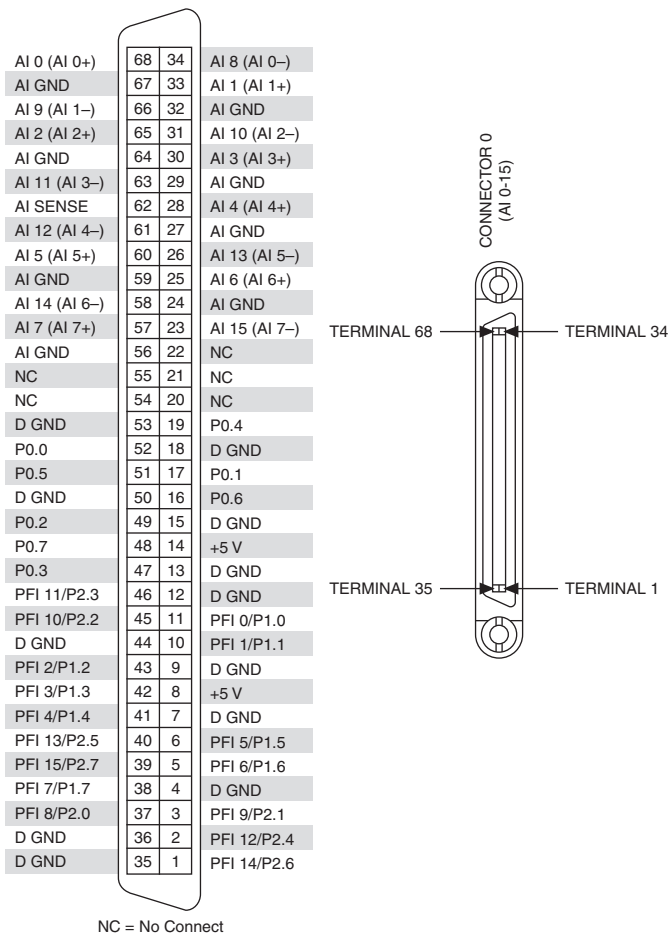 AI 0 (AI 0+) 68 34 AI 8 (AI 0–)
AI GND 67 33 AI 1 (AI 1+)
AI 9 (AI 1–) 66 32 AI GND
AI 2 (AI 2+) 65 31 AI 10 (AI 2–)
AI GND 64 30 AI 3 (AI 3+)
AI 11 (AI 3–) 63 29 AI GND
AI SENSE 62 28 AI 4 (AI 4+)
AI 12 (AI 4–) 61 27 AI GND
AI 5 (AI 5+) 60 26 AI 13 (AI 5–)
AI GND 59 25 AI 6 (AI 6+)
AI 14 (AI 6–) 58 24 AI GND
AI 7 (AI 7+) 57 23 AI 15 (AI 7–)
AI GND 56 22 NC
NC 55 21 NC
NC 54 20 NC
D GND 53 19 P0.4
P0.0 52 18 D GND
P0.5 51 17 P0.1
D GND 50 16 P0.6
P0.2 49 15 D GND
P0.7 48 14 +5 V
P0.3 47 13 D GND
PFI 11/P2.3 46 12 D GND
PFI 10/P2.2 45 11 PFI 0/P1.0
D GND 44 10 PFI 1/P1.1
PFI 2/P1.2 43 9 D GND
PFI 3/P1.3 42 8 +5 V
PFI 4/P1.4 41 7 D GND
PFI 13/P2.5 40 6 PFI 5/P1.5
PFI 15/P2.7 39 5 PFI 6/P1.6
PFI 7/P1.7 38 4 D GND
PFI 8/P2.0 37 3 PFI 9/P2.1
D GND 36 2 PFI 12/P2.4
D GND 35 1 PFI 14/P2.6
NC = No Connect
CONNECTOR 0
(AI 0-15)
TERMINAL 68 TERMINAL 34
TERMINAL 35 TERMINAL 1